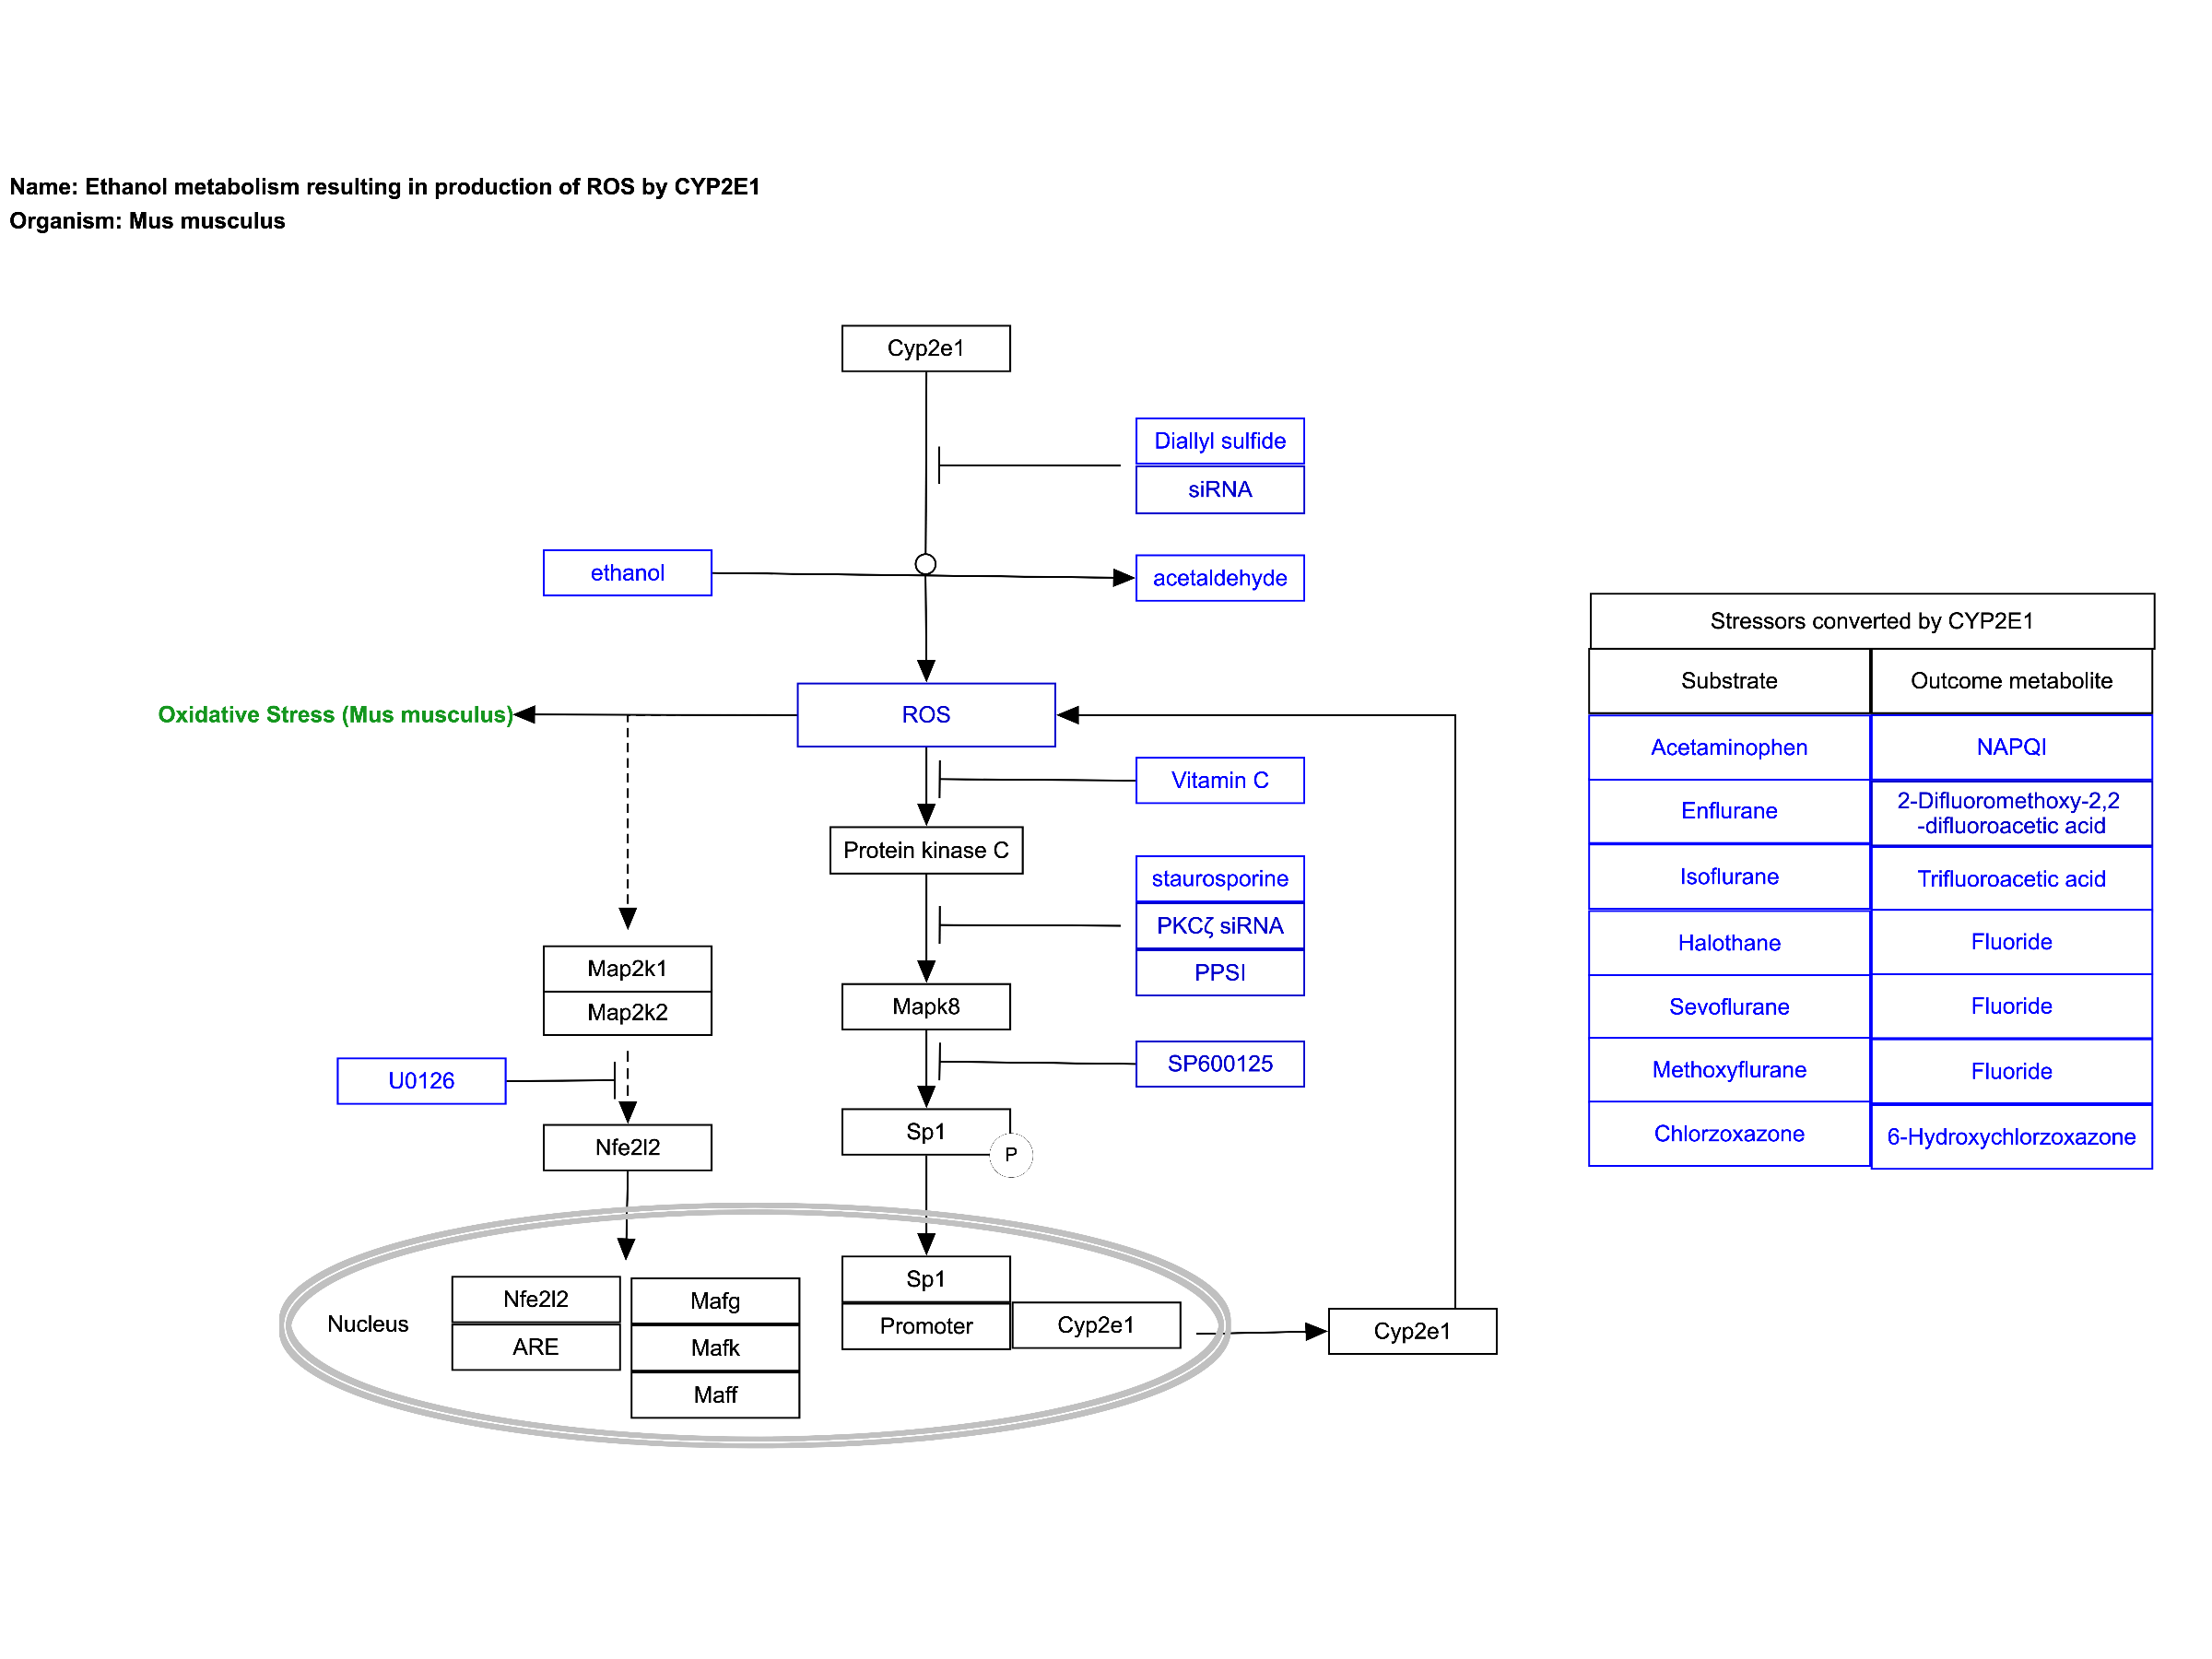 Name: Ethanol metabolism resulting in production of ROS by CYP2E1
Organism: Mus musculus
Cyp2e1
Diallyl sulfide
siRNA
ethanol
acetaldehyde
Oxidative Stress (Mus musculus)
ROS
Vitamin C
Protein kinase C
staurosporine
PKCζ siRNA
PPSI
Map2k1
Map2k2
Mapk8
U0126
SP600125
Nfe2l2
Sp1
P
Nucleus
Nfe2l2
ARE
Mafg
Mafk
Maff
Sp1
Promoter
Cyp2e1
Cyp2e1
Stressors converted by CYP2E1
Substrate
Outcome metabolite
Acetaminophen
NAPQI
Enflurane
2-Difluoromethoxy-2,2
-difluoroacetic acid
Isoflurane
Trifluoroacetic acid
Halothane
Fluoride
Sevoflurane
Fluoride
Methoxyflurane
Fluoride
Chlorzoxazone
6-Hydroxychlorzoxazone